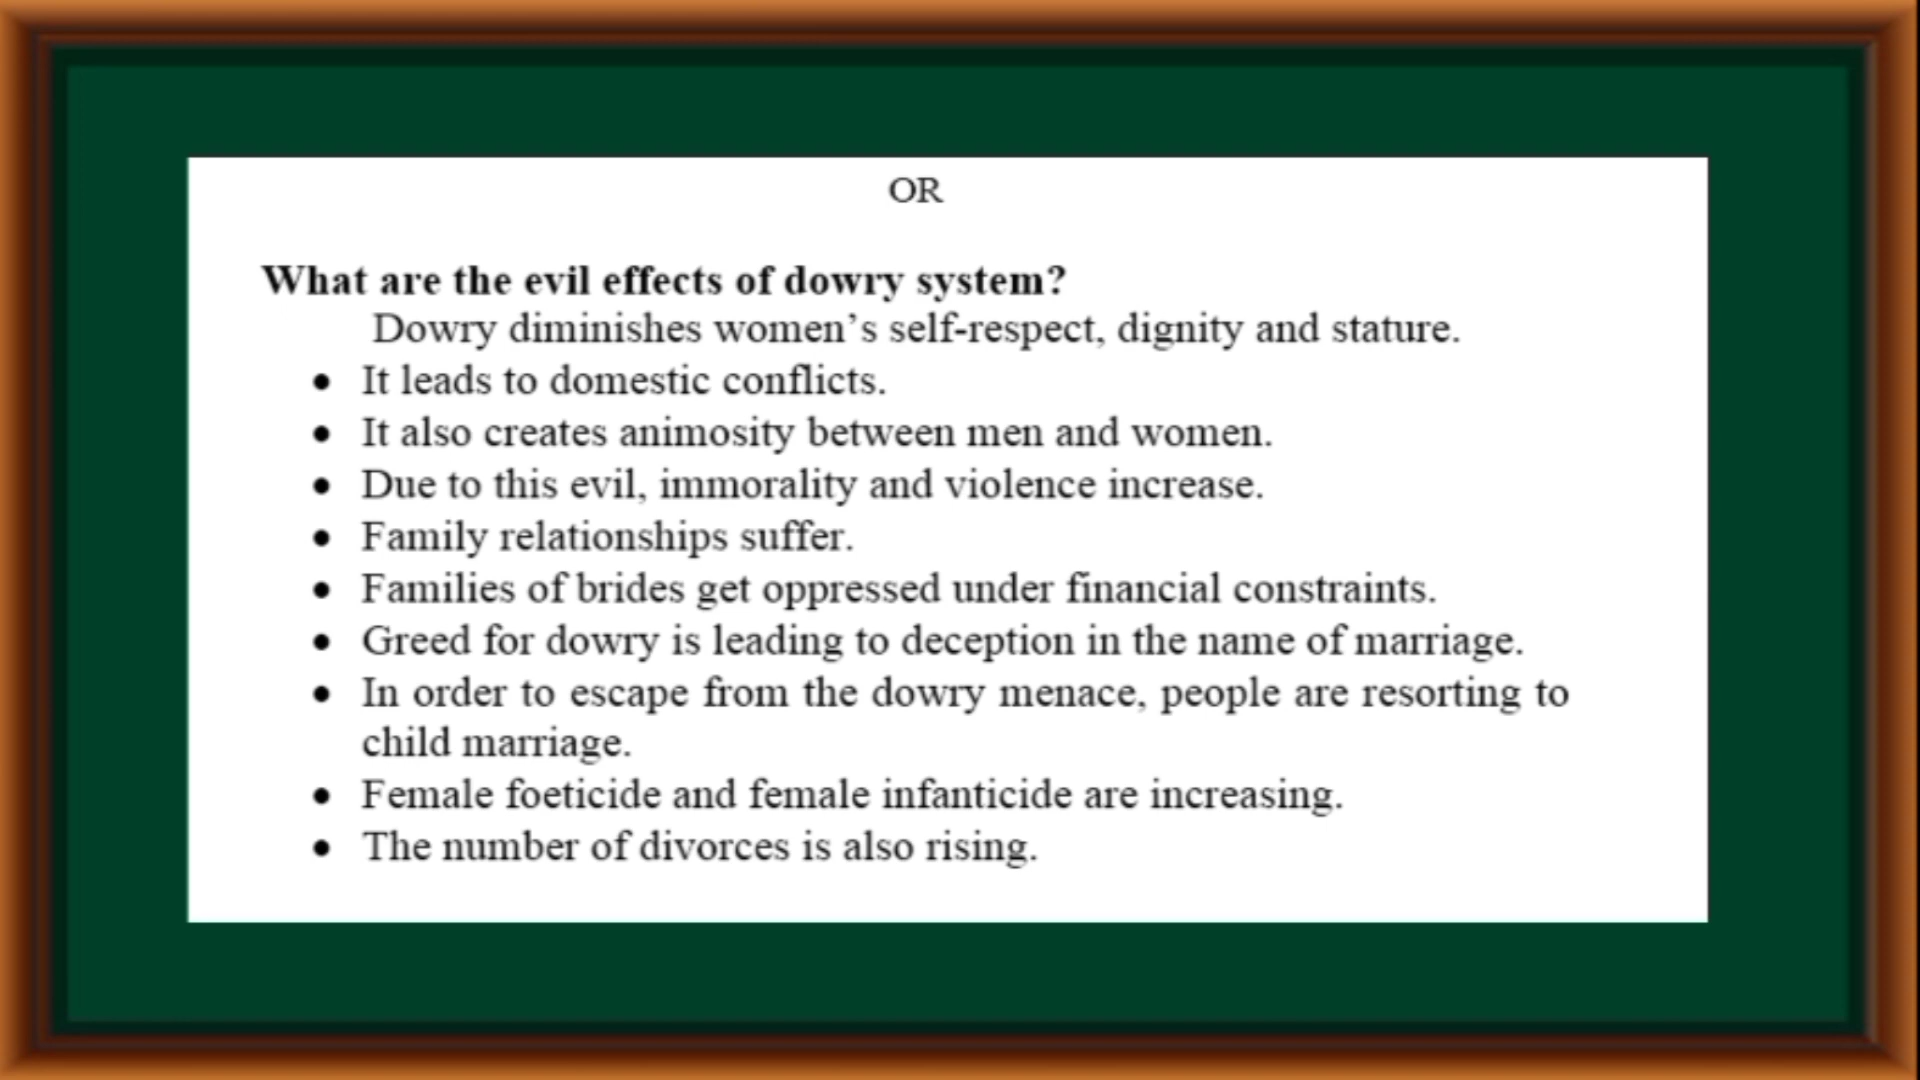 OR
What are the evil effects of dowry system?
Dowry diminishes women’s self-respect, dignity and stature.
• It leads to domestic conflicts.
• It also creates animosity between men and women.
• Due to this evil, immorality and violence increase.
• Family relationships suffer.
• Families of brides get oppressed under financial constraints.
• Greed for dowry is leading to deception in the name of marriage.
• In order to escape from the dowry menace, people are resorting to
child marriage.
• Female foeticide and female infanticide are increasing.
• The number of divorces is also rising.